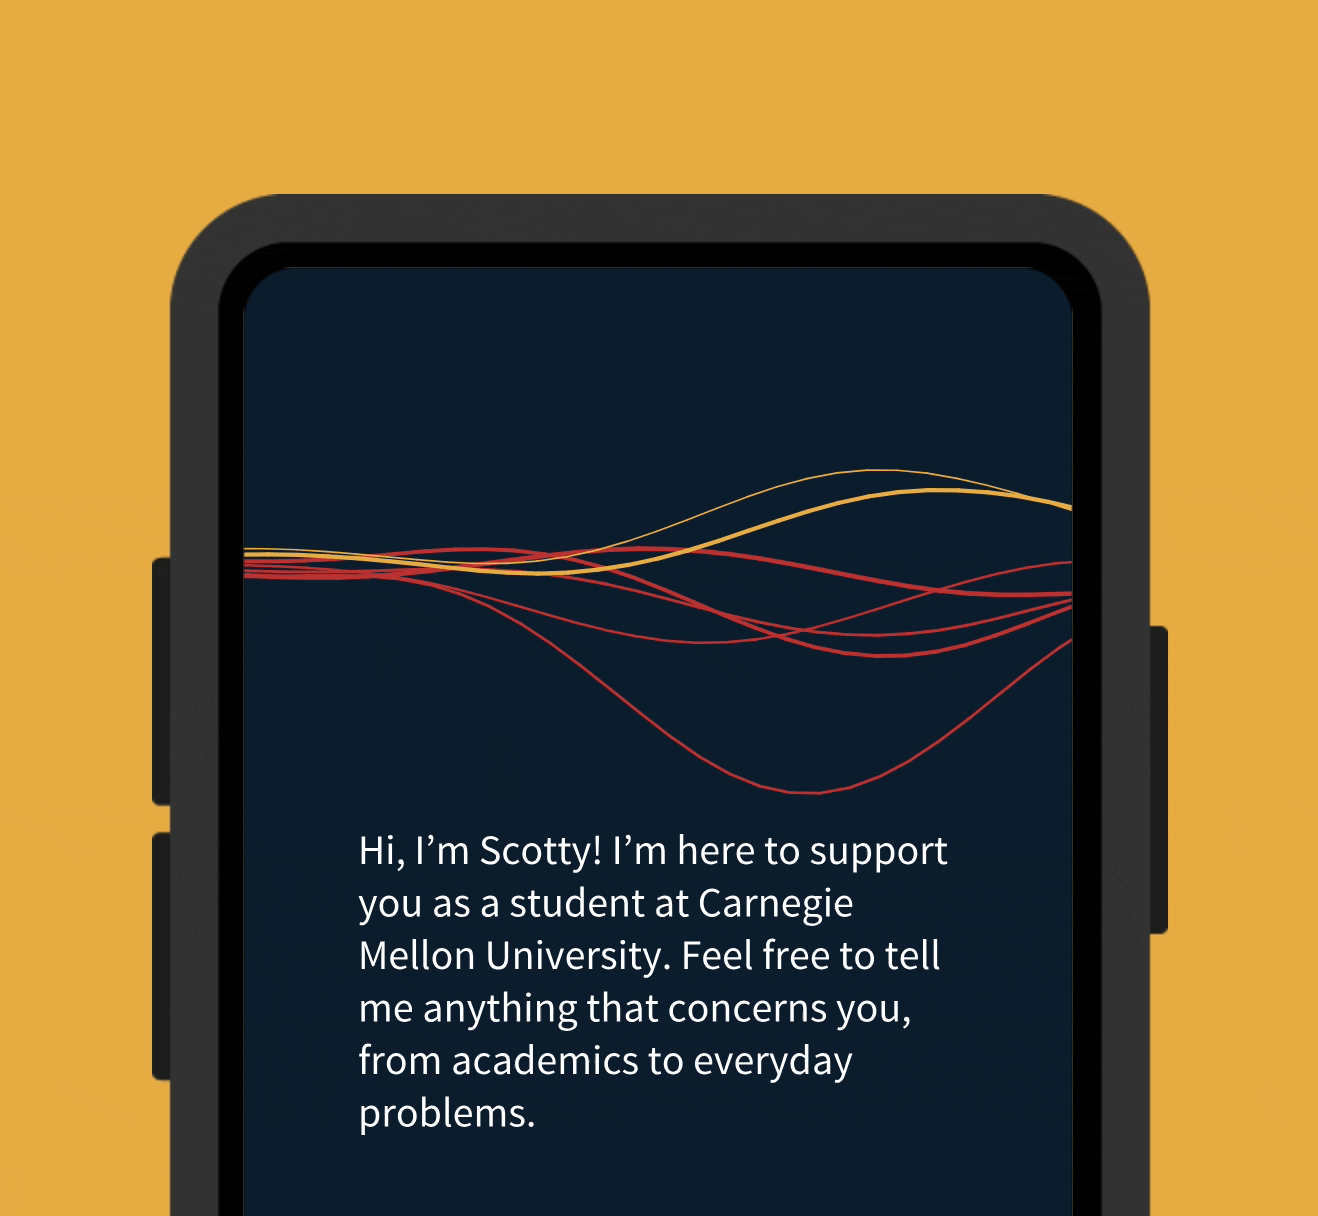 Hi, I’m Scotty! I’m here to support
you as a student at Carnegie
Mellon University. Feel free to tell
me anything that concerns you,
from academics to everyday
problems.